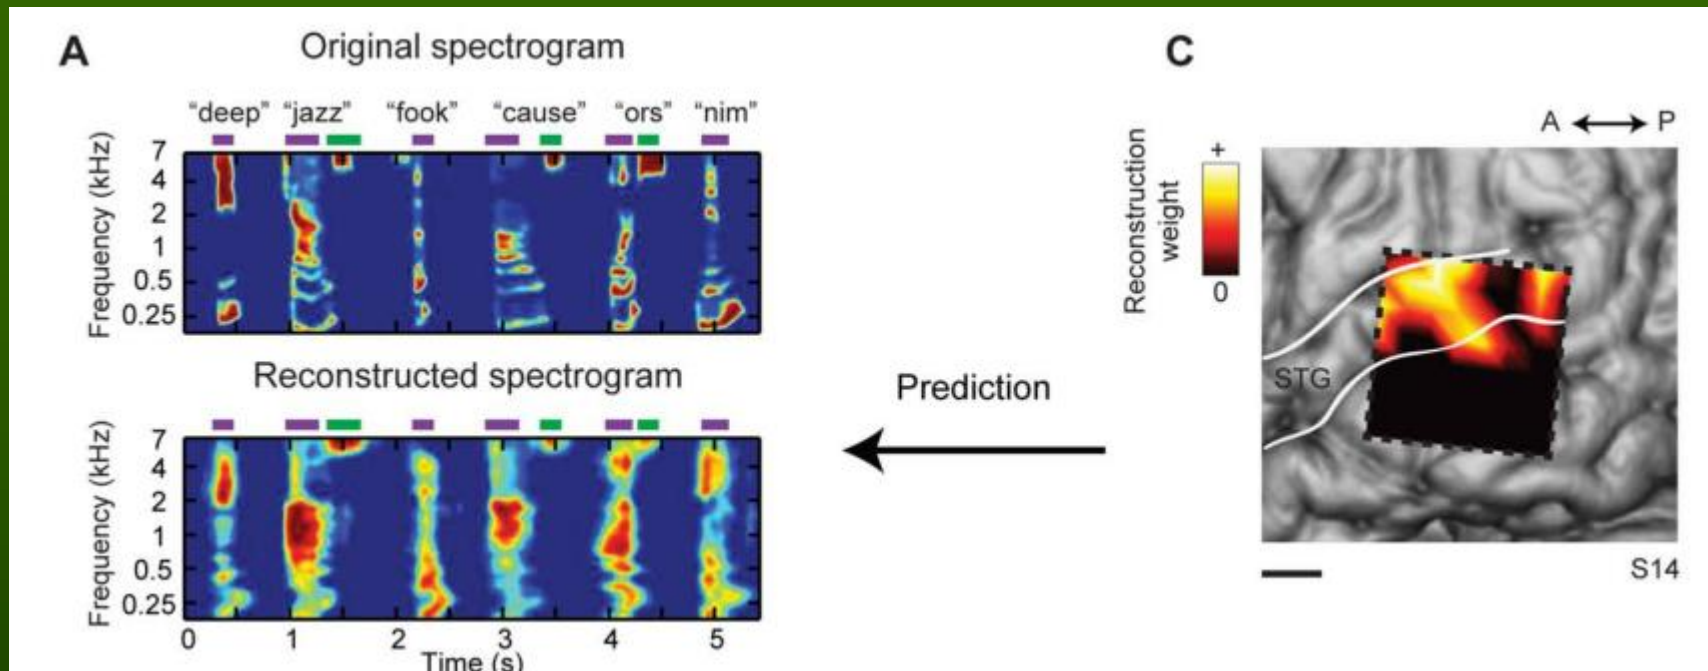 A
Original spectrogram
“deep” “jazz” “fook” “cause” “ors” “nim”
Frequency (kHz)
7
4
2
1
0.5
0.25
Reconstructed spectrogram
Frequency (kHz)
7
4
2
1
0.5
0.25
0 1 2 3 4 5
Time (s)
Prediction
C
A P
Reconstruction
weight
+
0
STG
S14